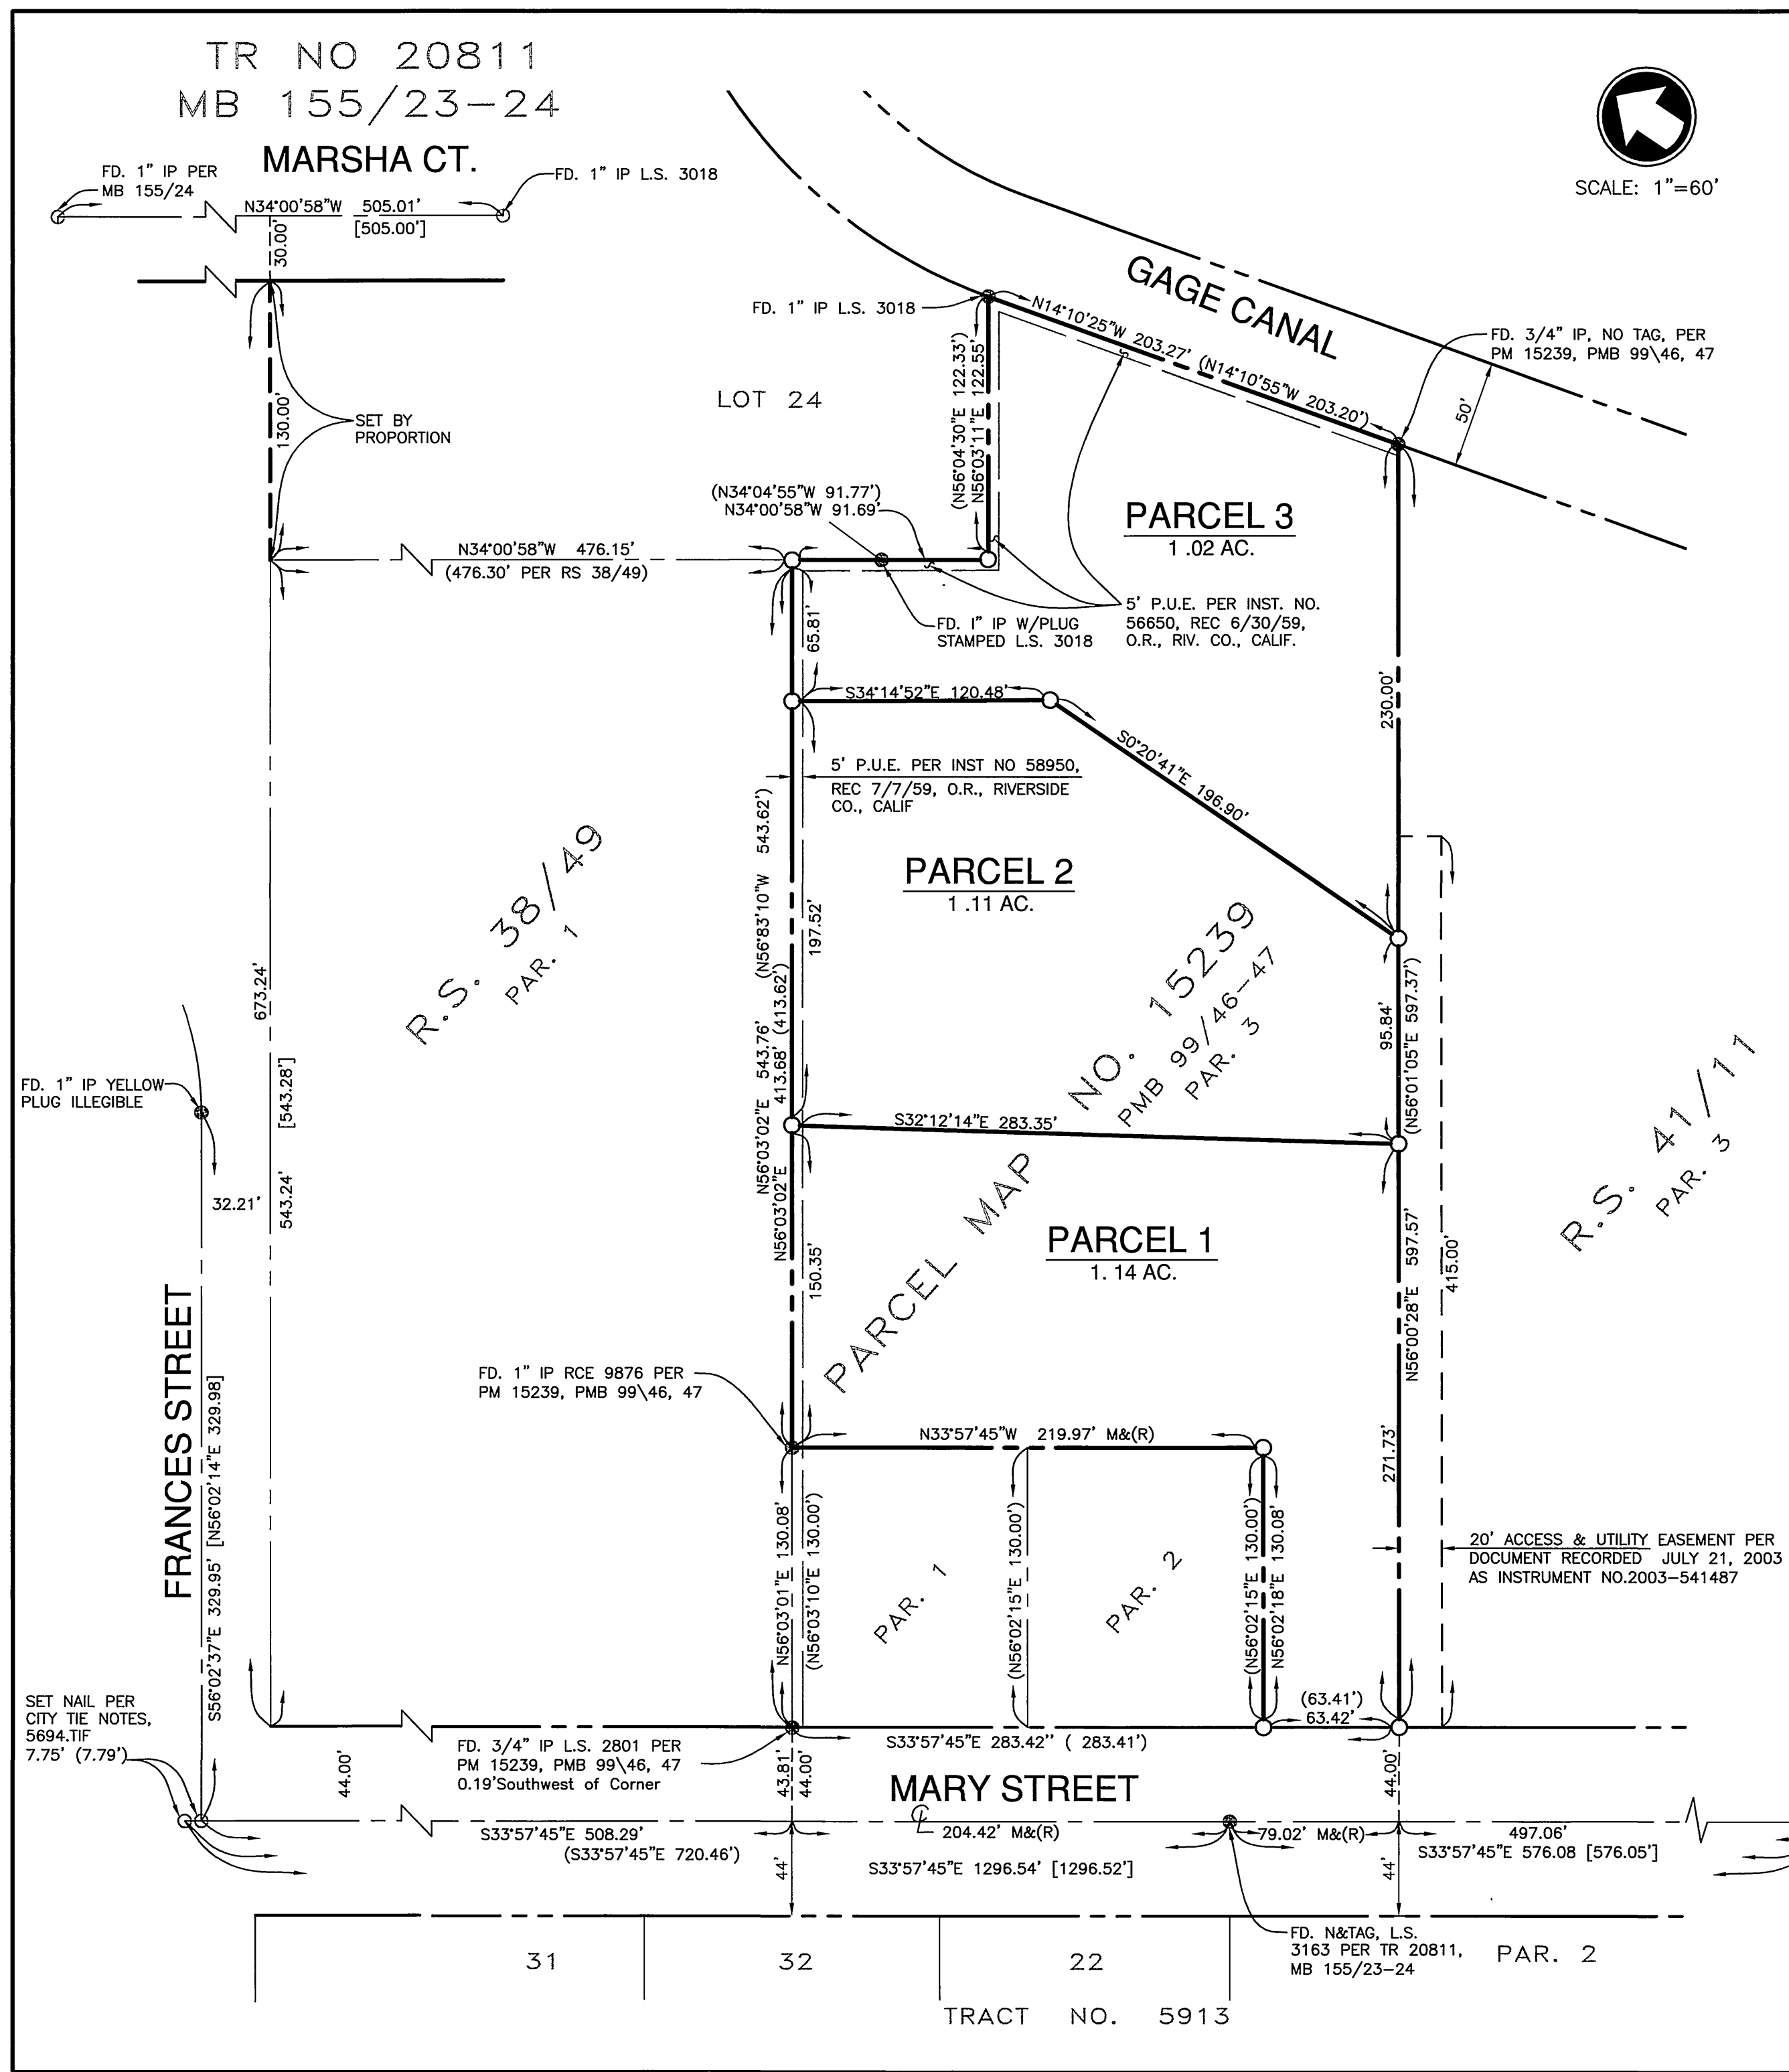 TR NO 20811
MB 155/23-24
MARSHA CT.
FD. 1" IP PER
MB 155/24
FD. 1" IP L.S. 3018
N34°00'58"W 505.01'
[505.00']
30.00'
SCALE: 1"=60'
GAGE CANAL
FD. 1" IP L.S. 3018
N14°10'25"W 203.27' (N14°10'55"W 203.20')
FD. 3/4" IP, NO TAG, PER
PM 15239, PMB 99\46, 47
50'
130.00'
SET BY
PROPORTION
LOT 24
(N56°04'30"E 122.33')
N56°03'11"E 122.55'
(N34°04'55"W 91.77')
N34°00'58"W 91.69'
PARCEL 3
1 .02 AC.
N34°00'58"W 476.15'
(476.30' PER RS 38/49)
65.81'
FD. I" IP W/PLUG
STAMPED L.S. 3018
5' P.U.E. PER INST. NO.
56650, REC 6/30/59,
O.R., RIV. CO., CALIF.
S34°14'52"E 120.48'
230.00'
S0°20'41"E 196.90'
5' P.U.E. PER INST NO 58950,
REC 7/7/59, O.R., RIVERSIDE
CO., CALIF
R.S. 38/49
PAR. 1
PARCEL 2
1 .11 AC.
(N56°83'10"W 543.62')
N56°03'02"E 543.76'
N56°03'02"E 413.68' (413.62')
197.52'
673.24'
543.24' [543.28"]
PARCEL MAP NO. 15239
PMB 99/46-47
PAR. 3
95.84'
(N56°01'05"E 597.37')
FD. 1" IP YELLOW
PLUG ILLEGIBLE
32.21'
S32°12'14"E 283.35'
R.S. 41/11
PAR. 3
PARCEL 1
1. 14 AC.
150.35'
N56°00'28"E 597.57'
415.00'
FRANCES STREET
S56°02'37"E 329.95' [N56°02'14"E 329.98]
FD. 1" IP RCE 9876 PER
PM 15239, PMB 99\46, 47
N33°57'45"W 219.97' M&(R)
271.73'
N56°03'01"E 130.08'
(N56°03'10"E 130.00')
(N56°02'15"E 130.00')
(N56°02'15"E 130.00')
N56°02'18"E 130.08'
PAR. 1
PAR. 2
20' ACCESS & UTILITY EASEMENT PER
DOCUMENT RECORDED JULY 21, 2003
AS INSTRUMENT NO.2003-541487
SET NAIL PER
CITY TIE NOTES,
5694.TIF
7.75' (7.79')
44.00'
FD. 3/4" IP L.S. 2801 PER
PM 15239, PMB 99\46, 47
0.19'Southwest of Corner
43.81'
44.00'
(63.41')
63.42'
S33°57'45"E 283.42'' ( 283.41')
MARY STREET
44.00'
S33°57'45"E 508.29'
(S33°57'45"E 720.46')
℄
204.42' M&(R)
79.02' M&(R)
497.06'
S33°57'45"E 576.08 [576.05']
S33°57'45"E 1296.54' [1296.52']
44'
44'
FD. N&TAG, L.S.
3163 PER TR 20811,
MB 155/23-24
31
32
22
PAR. 2
TRACT NO. 5913